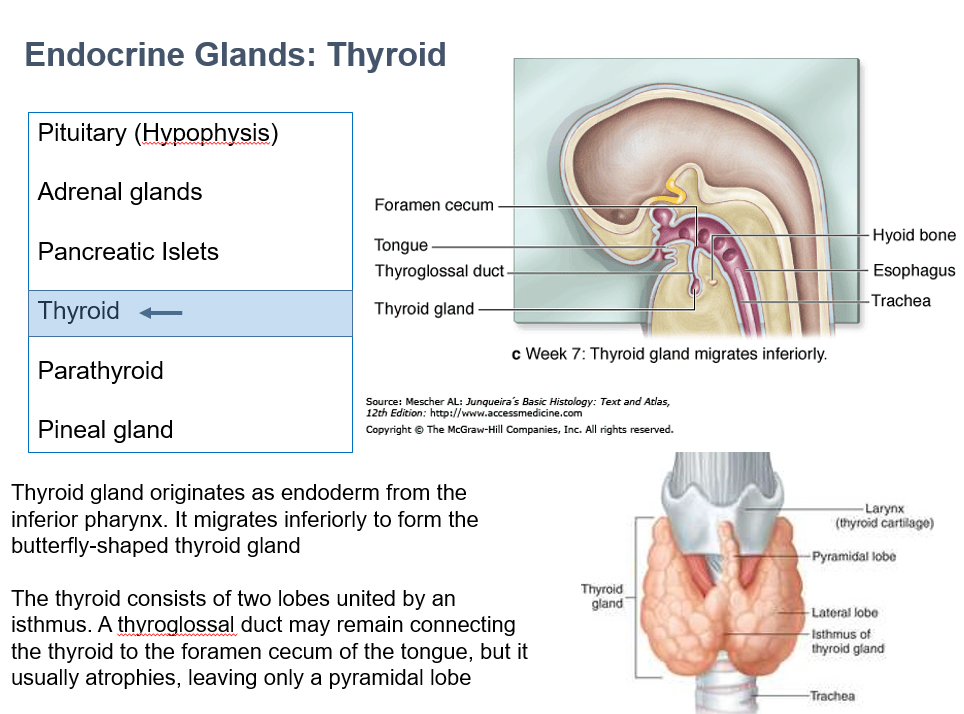 Endocrine Glands: Thyroid
Pituitary (Hypophysis)
Adrenal glands
Pancreatic Islets
Thyroid
Parathyroid
Pineal gland
Foramen cecum
Tongue
Thyroglossal duct
Thyroid gland
Hyoid bone
Esophagus
Trachea
c Week 7: Thyroid gland migrates inferiorly.
Source: Mescher AL: Junqueira's Basic Histology: Text and Atlas,
12th Edition: http://www.accessmedicine.com
Copyright © The McGraw-Hill Companies, Inc. All rights reserved.
Thyroid gland originates as endoderm from the
inferior pharynx. It migrates inferiorly to form the
butterfly-shaped thyroid gland
The thyroid consists of two lobes united by an
isthmus. A thyroglossal duct may remain connecting
the thyroid to the foramen cecum of the tongue, but it
usually atrophies, leaving only a pyramidal lobe
Larynx
(thyroid cartilage)
Pyramidal lobe
Thyroid
gland
Lateral lobe
Isthmus of
thyroid gland
Trachea